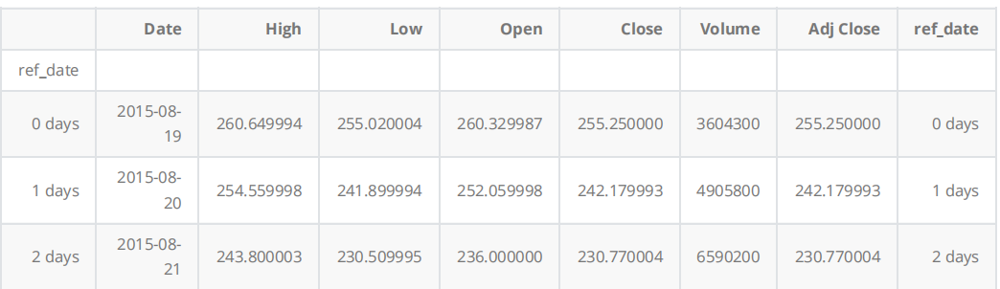 Date High Low Open Close Volume Adj Close ref_date
ref_date
0 days 2015-08-19 260.649994 255.020004 260.329987 255.250000 3604300 255.250000 0 days
1 days 2015-08-20 254.559998 241.899994 252.059998 242.179993 4905800 242.179993 1 days
2 days 2015-08-21 243.800003 230.509995 236.000000 230.770004 6590200 230.770004 2 days